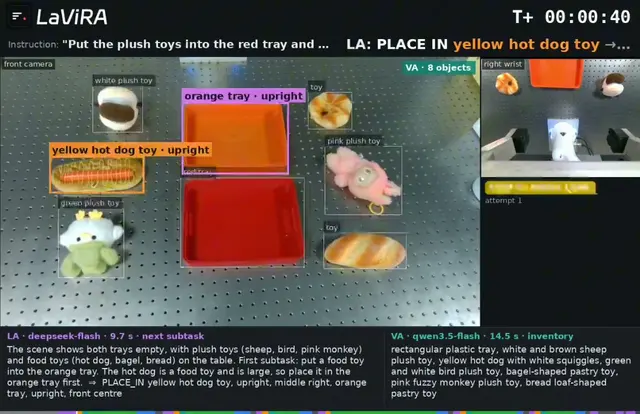 LaViRA
T+ 00:00:40
Instruction: "Put the plush toys into the red tray and ...
LA: PLACE IN yellow hot dog toy →...
front camera
VA · 8 objects
right wrist
white plush toy
orange tray · upright
toy
yellow hot dog toy · upright
pink plush toy
green plush toy
toy
attempt 1
LA · deepseek-flash · 9.7 s · next subtask
The scene shows both trays empty, with plush toys (sheep, bird, pink monkey)
and food toys (hot dog, bagel, bread) on the table. First subtask: put a food toy
into the orange tray. The hot dog is a food toy and is large, so place it in the
orange tray first. ⇒ PLACE_IN yellow hot dog toy, upright, middle right, orange
tray, upright, front centre
VA · qwen3.5-flash · 14.5 s · inventory
rectangular plastic tray, white and brown sheep
plush toy, yellow hot dog with white squiggles, green
and white bird plush toy, bagel-shaped pastry toy,
pink fuzzy monkey plush toy, bread loaf-shaped
pastry toy